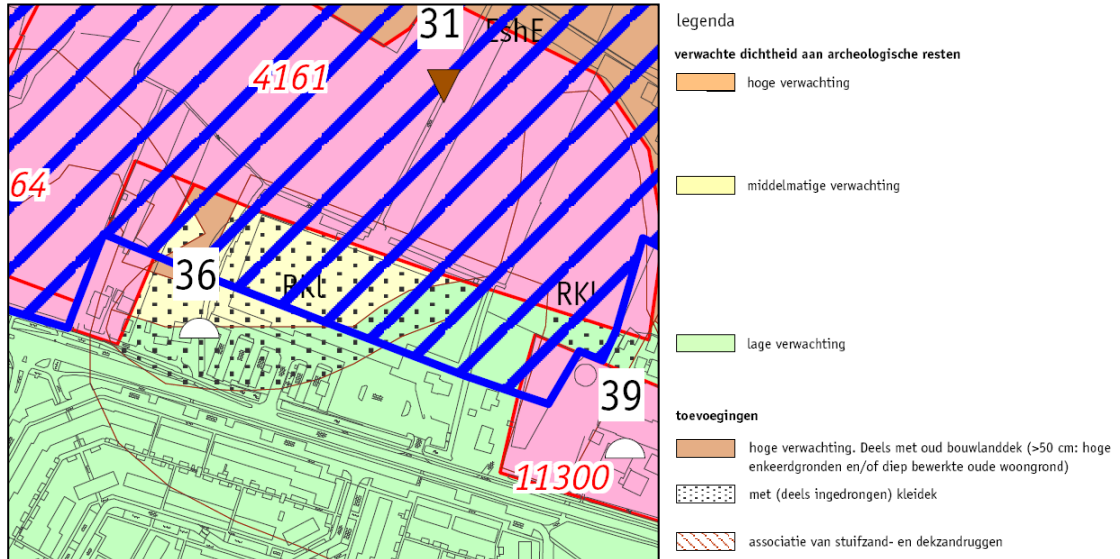 31
EshE
4161
64
36
RKl
RKl
39
11300
legenda
verwachte dichtheid aan archeologische resten
hoge verwachting
middelmatige verwachting
lage verwachting
toevoegingen
hoge verwachting. Deels met oud bouwlanddek (>50 cm: hoge
enkeerdgronden en/of diep bewerkte oude woongrond)
met (deels ingedrongen) kleidek
associatie van stuifzand- en dekzandruggen